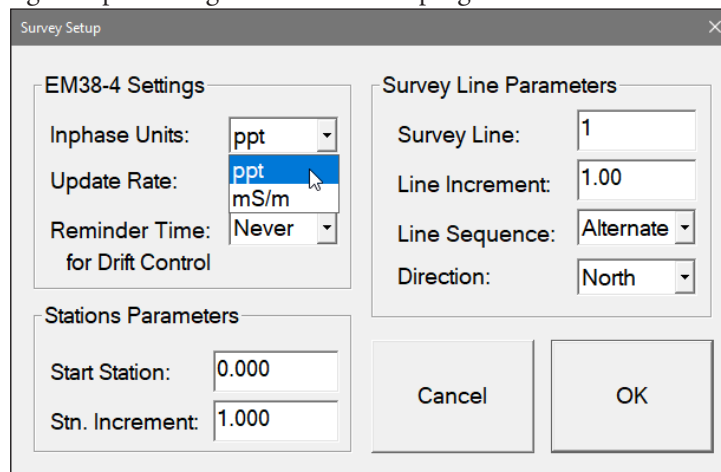 Survey Setup
EM38-4 Settings
Inphase Units: ppt
ppt
mS/m
Update Rate:
Reminder Time: Never
for Drift Control
Stations Parameters
Start Station: 0.000
Stn. Increment: 1.000
Survey Line Parameters
Survey Line: 1
Line Increment: 1.00
Line Sequence: Alternate
Direction: North
Cancel
OK